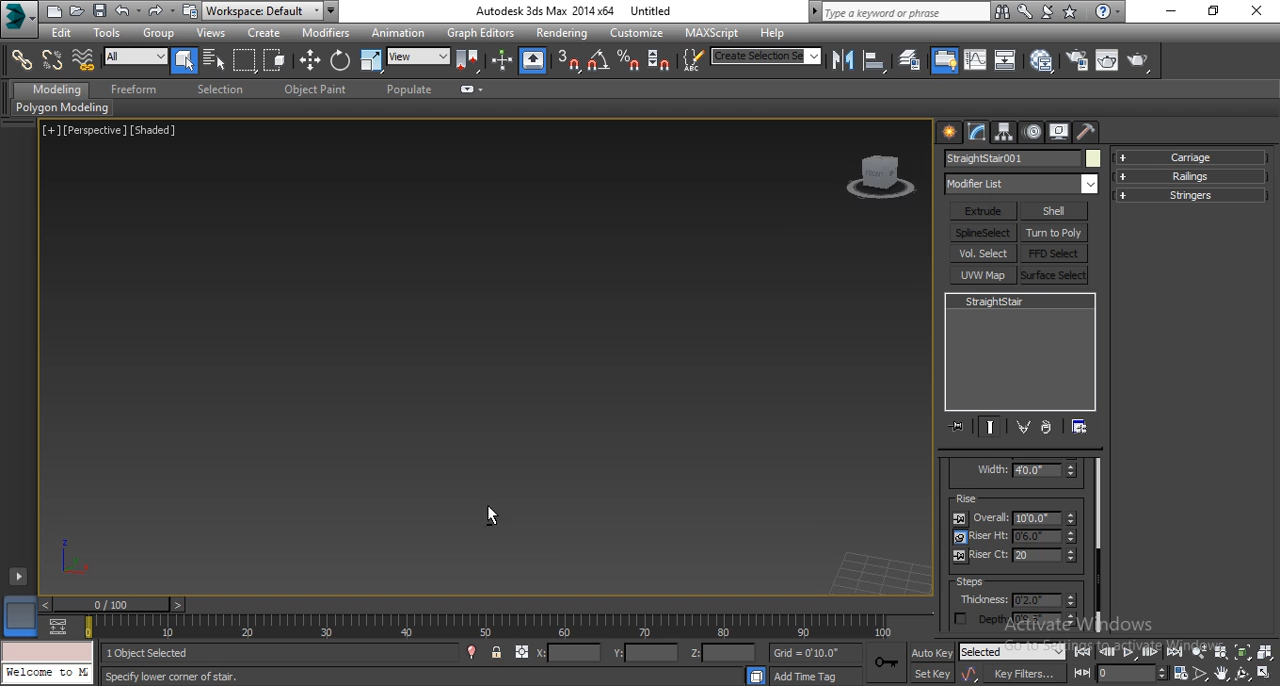 Workspace: Default
Autodesk 3ds Max 2014 x64 Untitled
Type a keyword or phrase
Edit Tools Group Views Create Modifiers Animation Graph Editors Rendering Customize MAXScript Help
All View Create Selection Se
Modeling Freeform Selection Object Paint Populate
Polygon Modeling
[+] [Perspective] [Shaded]
StraightStair001
Modifier List
Extrude Shell
SplineSelect Turn to Poly
Vol. Select FFD Select
UVW Map Surface Select
StraightStair
+ Carriage
+ Railings
+ Stringers
Width: 4'0.0"
Rise
Overall: 10'0.0"
Riser Ht: 0'6.0"
Riser Ct: 20
Steps
Thickness: 0'2.0"
Depth:
Activate Windows
Go to Settings to activate Windows.
z
x
< 0 / 100 >
0 10 20 30 40 50 60 70 80 90 100
1 Object Selected X: Y: Z: Grid = 0'10.0" Auto Key Selected
Welcome to M Specify lower corner of stair. Add Time Tag Set Key Key Filters... 0